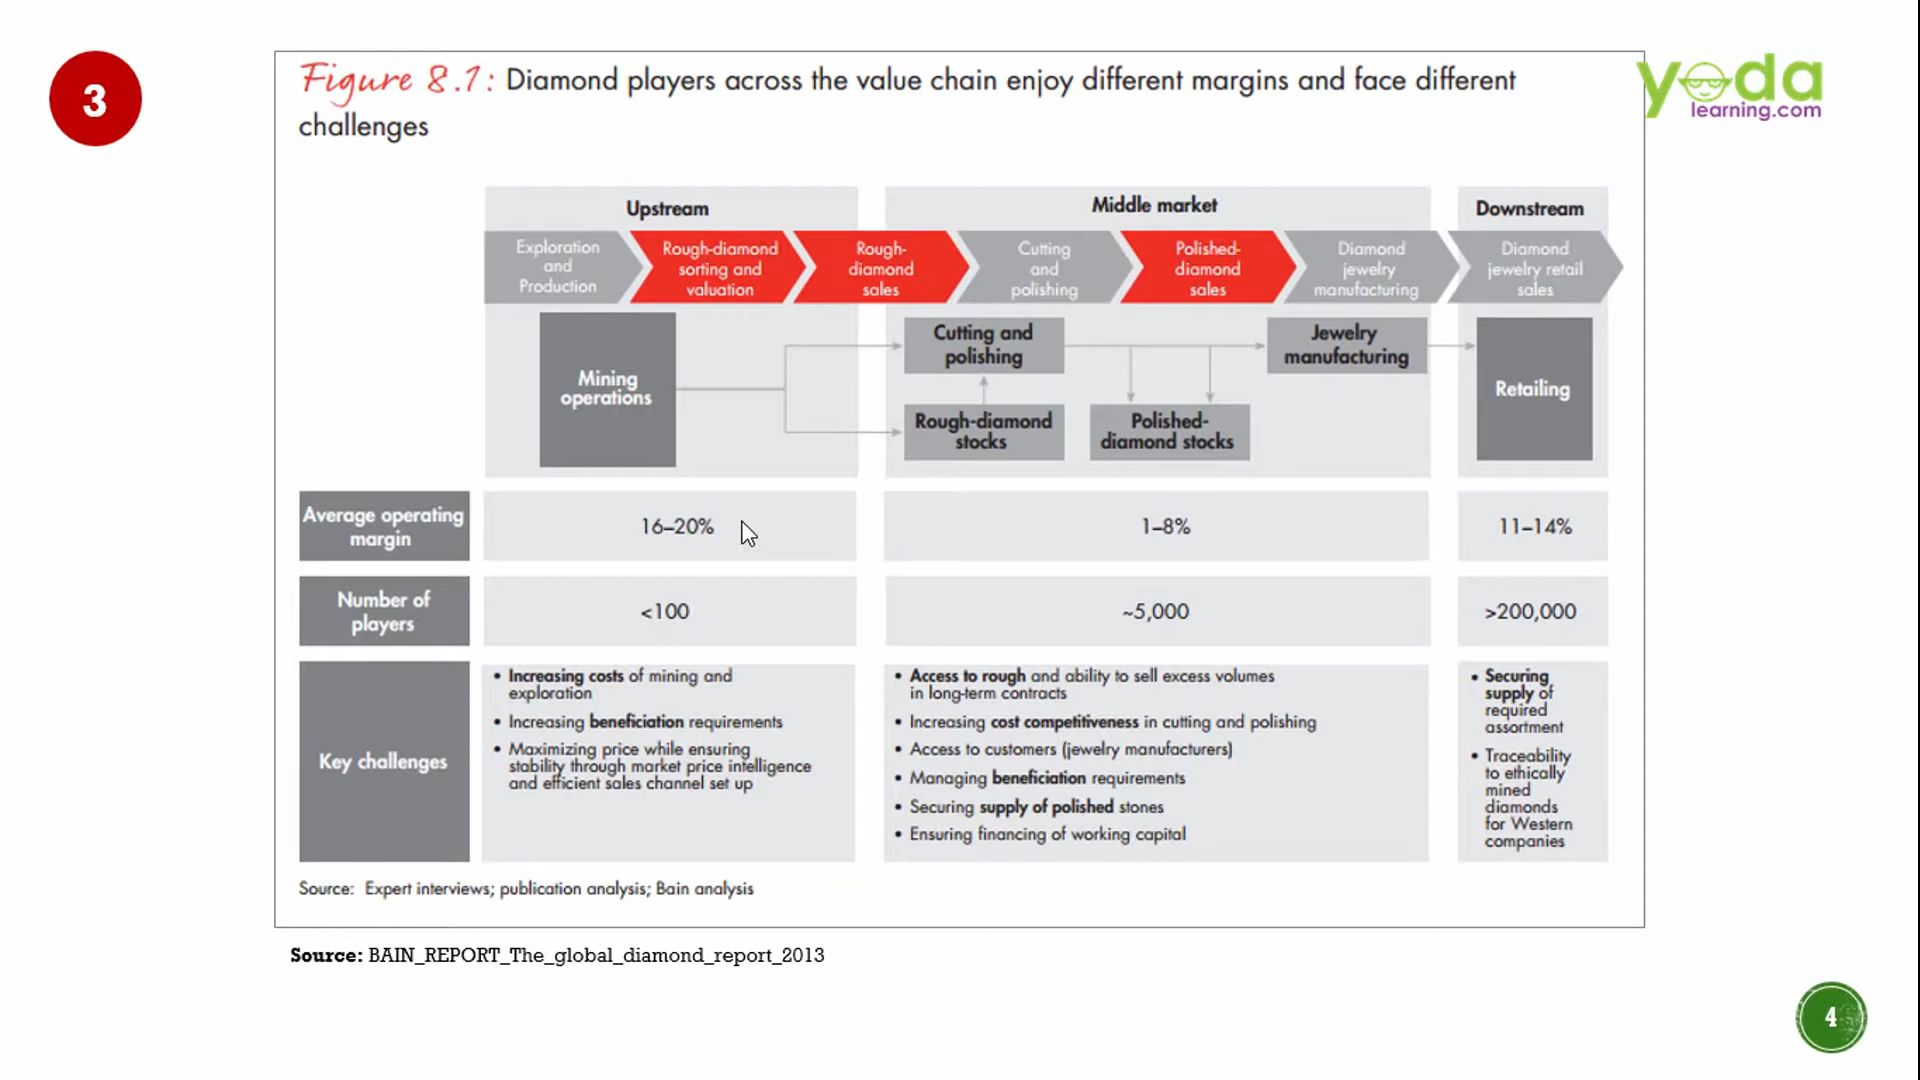 3
Figure 8.1: Diamond players across the value chain enjoy different margins and face different
challenges
yoda
learning.com
Upstream
Middle market
Downstream
Exploration
and
Production
Rough-diamond
sorting and
valuation
Rough-
diamond
sales
Cutting
and
polishing
Polished-
diamond
sales
Diamond
jewelry
manufacturing
Diamond
jewelry retail
sales
Mining
operations
Cutting and
polishing
Rough-diamond
stocks
Polished-
diamond stocks
Jewelry
manufacturing
Retailing
Average operating
margin
16–20%
1–8%
11–14%
Number of
players
<100
~5,000
>200,000
Key challenges
• Increasing costs of mining and
exploration
• Increasing beneficiation requirements
• Maximizing price while ensuring
stability through market price intelligence
and efficient sales channel set up
• Access to rough and ability to sell excess volumes
in long-term contracts
• Increasing cost competitiveness in cutting and polishing
• Access to customers (jewelry manufacturers)
• Managing beneficiation requirements
• Securing supply of polished stones
• Ensuring financing of working capital
• Securing
supply of
required
assortment
• Traceability
to ethically
mined
diamonds
for Western
companies
Source: Expert interviews; publication analysis; Bain analysis
Source: BAIN_REPORT_The_global_diamond_report_2013
4